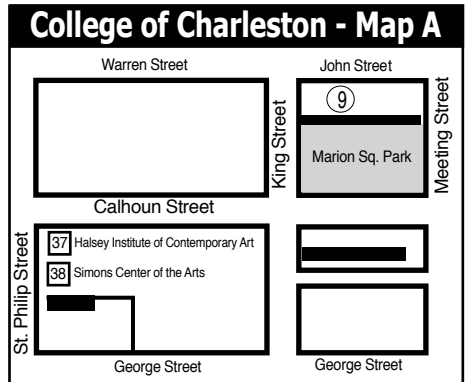 College of Charleston - Map A
Warren Street
John Street
9
King Street
Meeting Street
Marion Sq. Park
Calhoun Street
St. Philip Street
37 Halsey Institute of Contemporary Art
38 Simons Center of the Arts
George Street
George Street